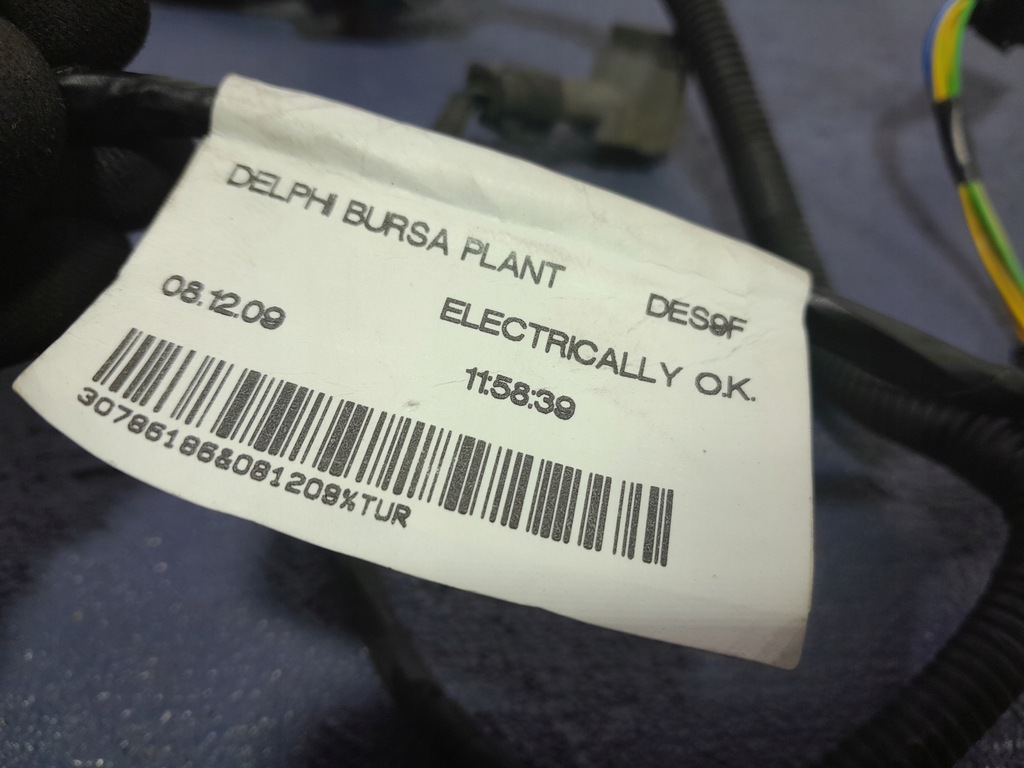 DELPHI BURSA PLANT DES9F
08.12.09 ELECTRICALLY O.K.
11:58:39
30786186&081209%TUR